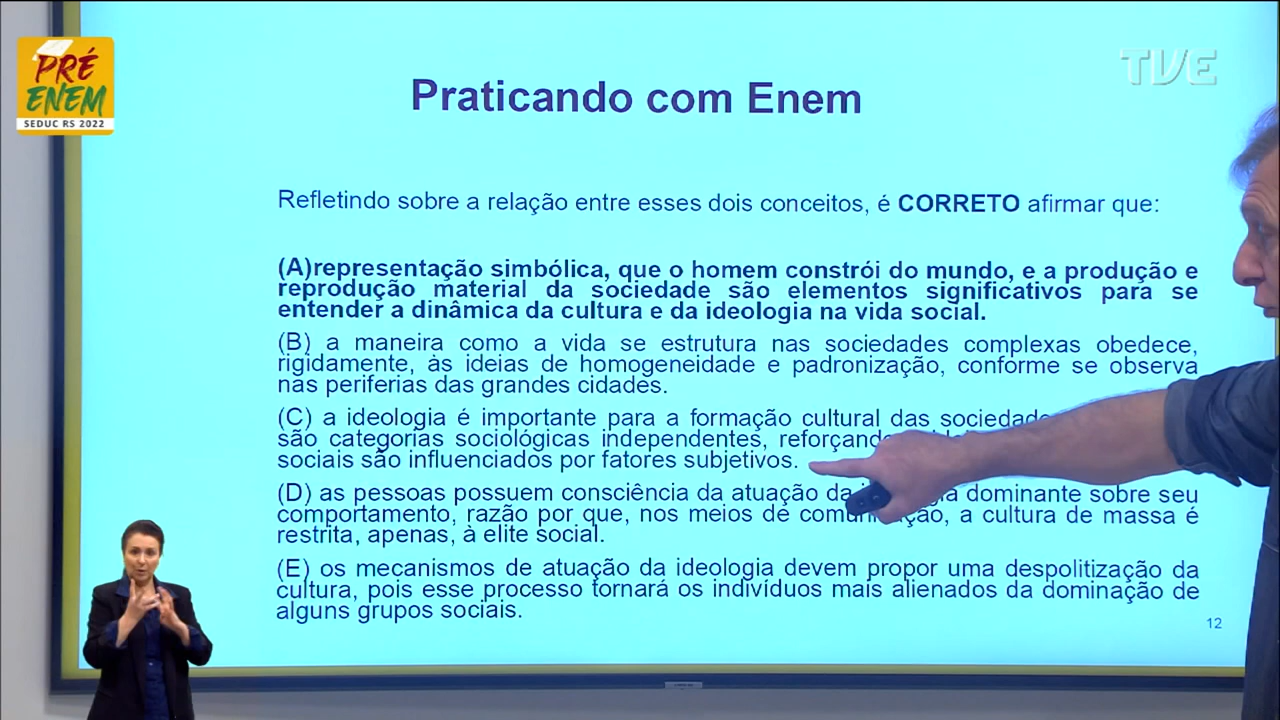 PRÉ
ENEM
SEDUC RS 2022
TVE
Praticando com Enem
Refletindo sobre a relação entre esses dois conceitos, é CORRETO afirmar que:
(A)representação simbólica, que o homem constrói do mundo, e a produção e
reprodução material da sociedade são elementos significativos para se
entender a dinâmica da cultura e da ideologia na vida social.
(B) a maneira como a vida se estrutura nas sociedades complexas obedece,
rigidamente, às ideias de homogeneidade e padronização, conforme se observa
nas periferias das grandes cidades.
(C) a ideologia é importante para a formação cultural das
são categorias sociológicas independentes,
sociais são influenciados por fatores subjetivos.
(D) as pessoas possuem consciência da atuação da dominante sobre seu
comportamento, razão por que, nos meios de comunicação, a cultura de massa é
restrita, apenas, à elite social.
(E) os mecanismos de atuação da ideologia devem propor uma despolitização da
cultura, pois esse processo tornará os indivíduos mais alienados da dominação de
alguns grupos sociais.
12